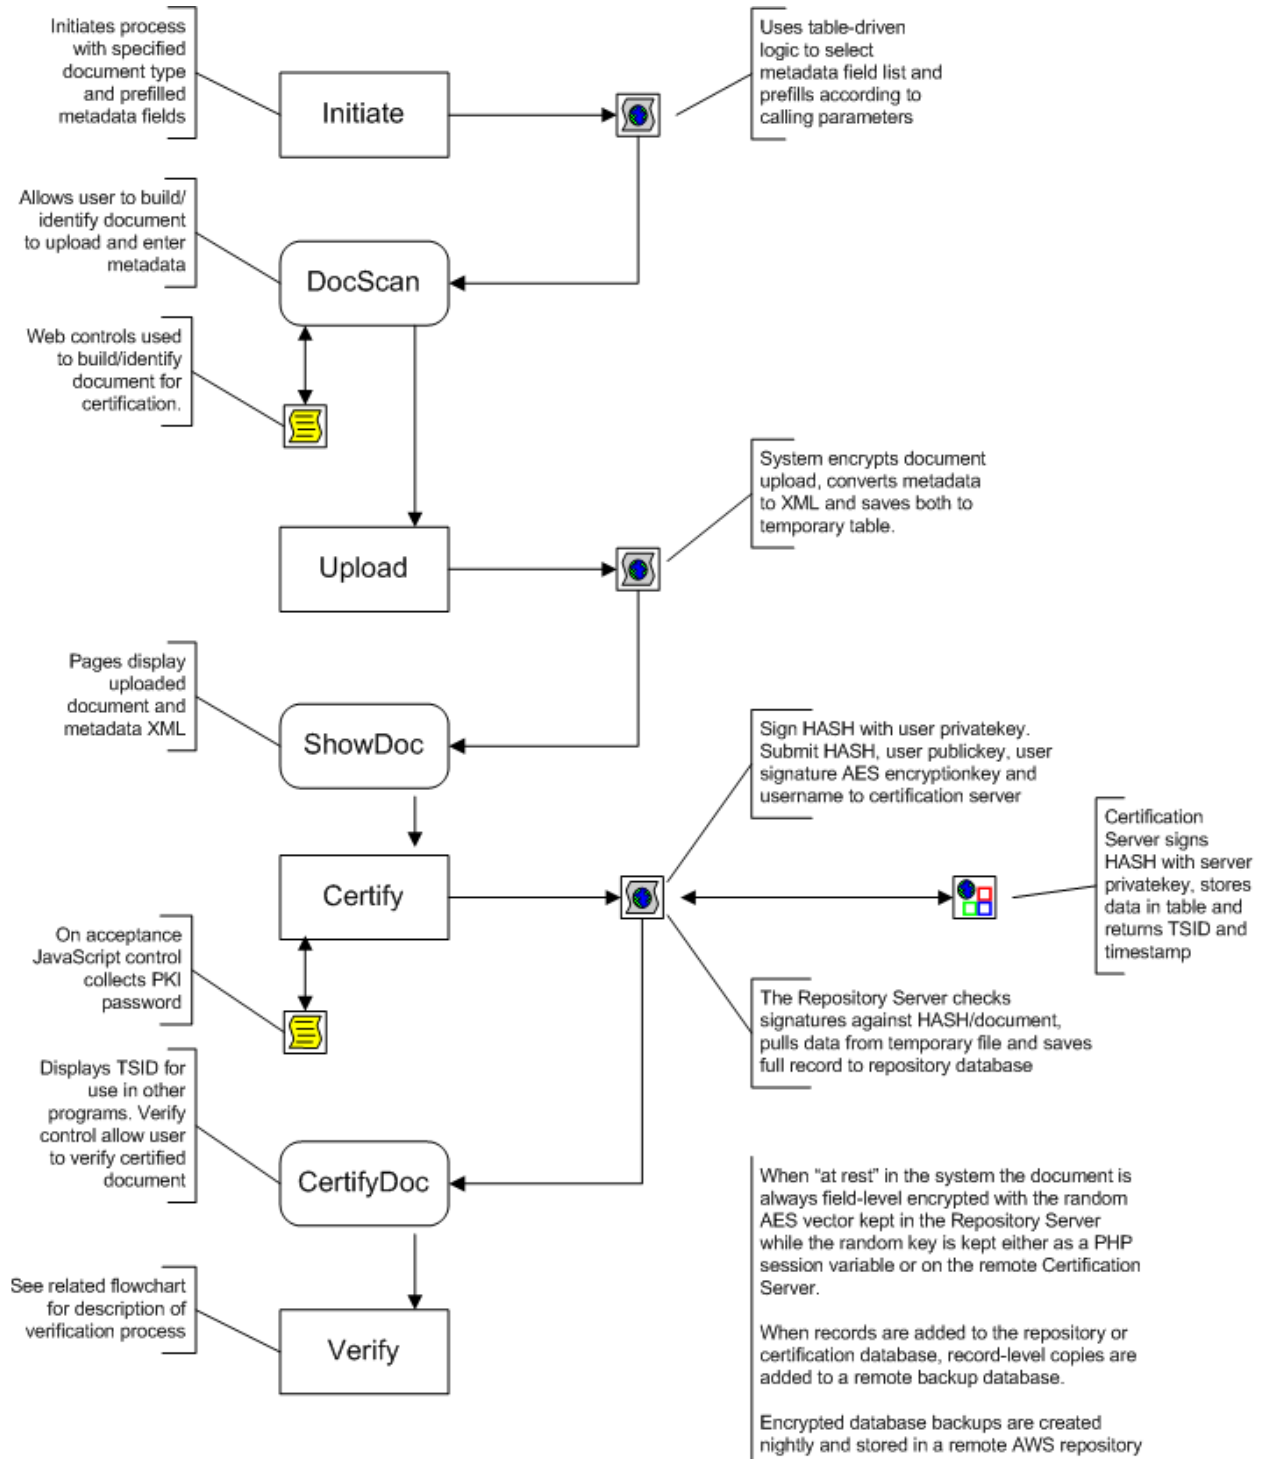 Initiates process
with specified
document type
and prefilled
metadata fields
Initiate
Uses table-driven
logic to select
metadata field list and
prefills according to
calling parameters
Allows user to build/
identify document
to upload and enter
metadata
DocScan
Web controls used
to build/identify
document for
certification.
System encrypts document
upload, converts metadata
to XML and saves both to
temporary table.
Upload
Pages display
uploaded
document and
metadata XML
ShowDoc
Sign HASH with user privatekey.
Submit HASH, user publickey, user
signature AES encryptionkey and
username to certification server
Certification
Server signs
HASH with server
privatekey, stores
data in table and
returns TSID and
timestamp
Certify
On acceptance
JavaScript control
collects PKI
password
The Repository Server checks
signatures against HASH/document,
pulls data from temporary file and saves
full record to repository database
Displays TSID for
use in other
programs. Verify
control allow user
to verify certified
document
CertifyDoc
When “at rest” in the system the document is
always field-level encrypted with the random
AES vector kept in the Repository Server
while the random key is kept either as a PHP
session variable or on the remote Certification
Server.
When records are added to the repository or
certification database, record-level copies are
added to a remote backup database.
Encrypted database backups are created
nightly and stored in a remote AWS repository
See related flowchart
for description of
verification process
Verify